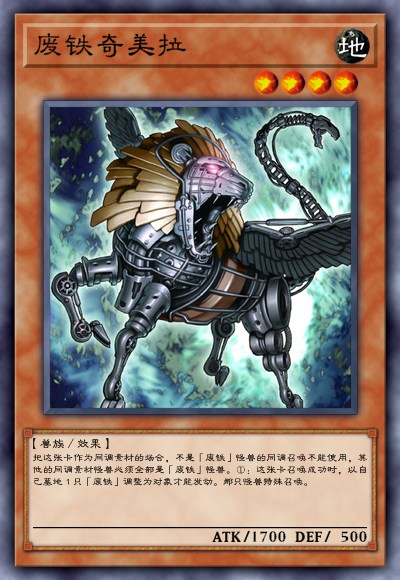 废铁奇美拉
地
【兽族／效果】
把这张卡作为同调素材的场合，不是「废铁」怪兽的同调召唤不能使用，其
他的同调素材怪兽必须全部是「废铁」怪兽。①：这张卡召唤成功时，以自
己墓地1只「废铁」调整为对象才能发动。那只怪兽特殊召唤。
ATK/1700 DEF/ 500